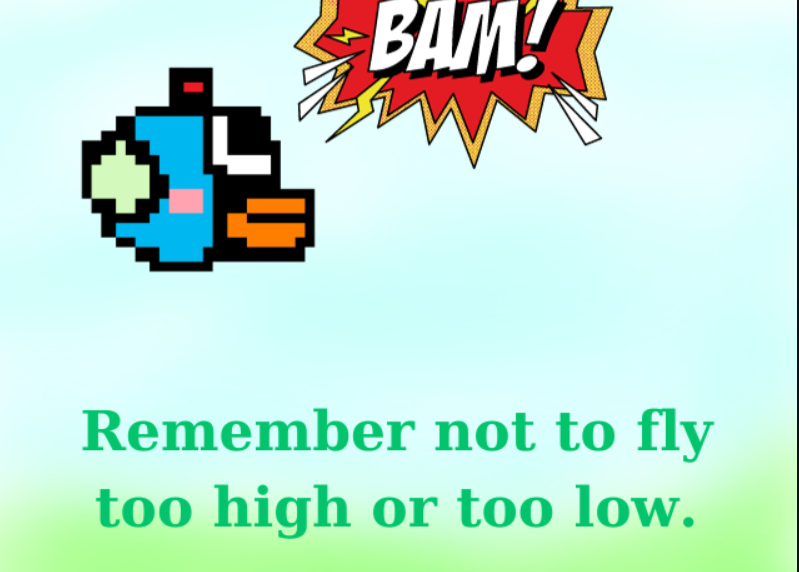 BAM!
Remember not to fly
too high or too low.